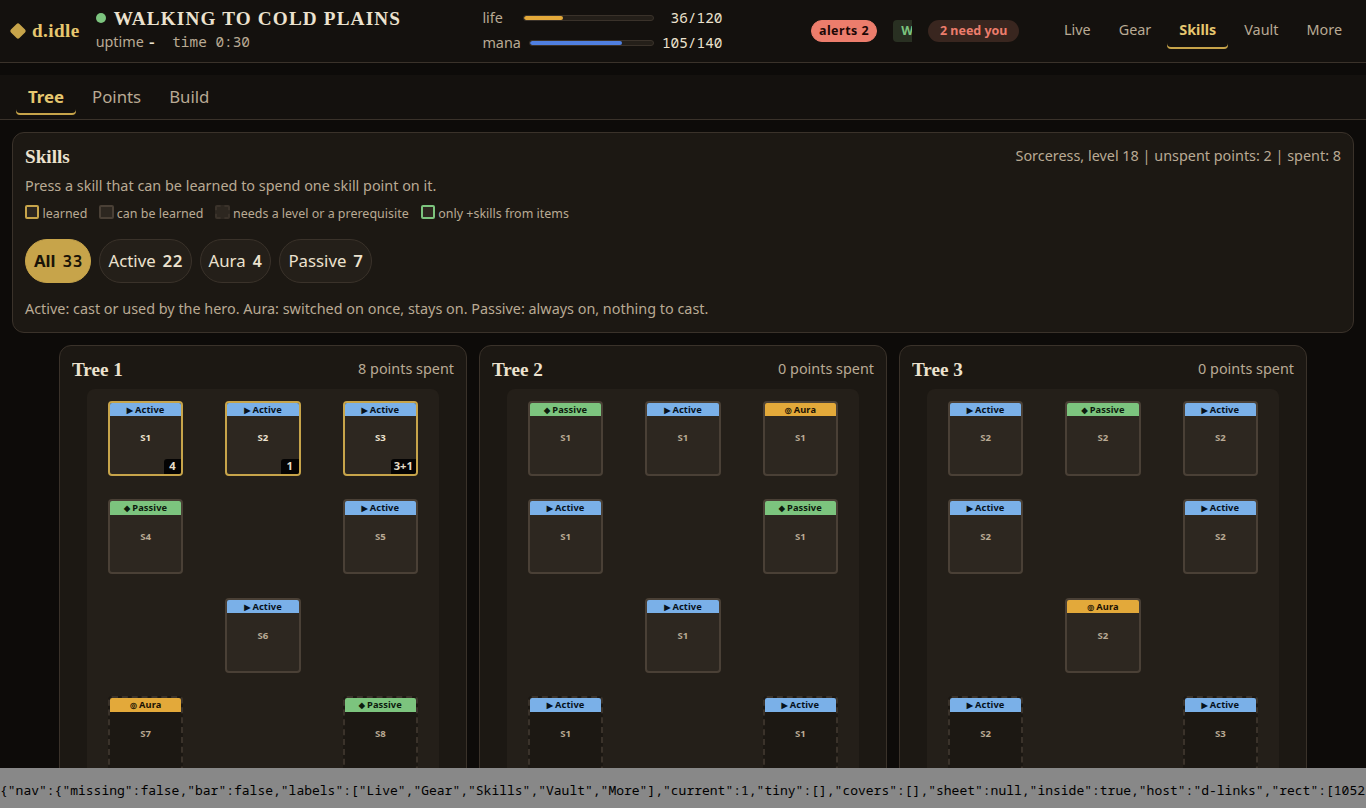 d.idle
WALKING TO COLD PLAINS
uptime - time 0:30
life 36/120
mana 105/140
alerts 2
W
2 need you
Live Gear Skills Vault More
Tree Points Build
Skills
Sorceress, level 18 | unspent points: 2 | spent: 8
Press a skill that can be learned to spend one skill point on it.
learned can be learned needs a level or a prerequisite only +skills from items
All 33 Active 22 Aura 4 Passive 7
Active: cast or used by the hero. Aura: switched on once, stays on. Passive: always on, nothing to cast.
Tree 1 8 points spent
▶ Active ▶ Active ▶ Active
S1 S2 S3
4 1 3+1
◆ Passive ▶ Active
S4 S5
▶ Active
S6
◎ Aura ◆ Passive
S7 S8
Tree 2 0 points spent
◆ Passive ▶ Active ◎ Aura
S1 S1 S1
▶ Active ◆ Passive
S1 S1
▶ Active
S1
▶ Active ▶ Active
S1 S1
Tree 3 0 points spent
▶ Active ◆ Passive ▶ Active
S2 S2 S2
▶ Active ▶ Active
S2 S2
◎ Aura
S2
▶ Active ▶ Active
S2 S3
{"nav":{"missing":false,"bar":false,"labels":["Live","Gear","Skills","Vault","More"],"current":1,"tiny":[],"covers":[],"sheet":null,"inside":true,"host":"d-links","rect":[1052